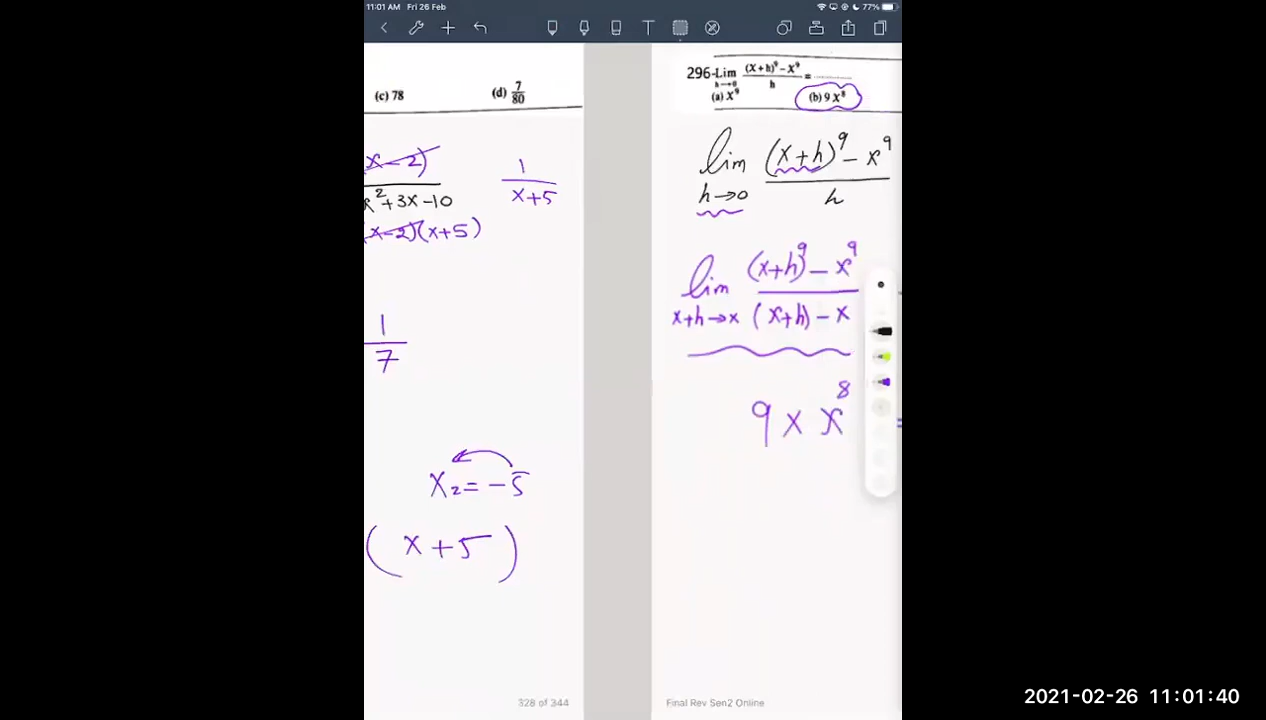 11:01 AM Fri 26 Feb
77%
T
(c) 78 (d) 7/80
x-2)
x²+3x-10
x-2)(x+5)
1/(x+5)
1/7
x₂ = -5
(x+5)
296-Lim h→0 ((x+h)⁹-x⁹)/h = ..........
(a) x⁹ (b) 9x⁸
lim h→0 ((x+h)⁹ - x⁹)/h
lim x+h→x ((x+h)⁹ - x⁹)/((x+h) - x)
9 x x⁸
=
328 of 344
Final Rev Sen2 Online
2021-02-26 11:01:40